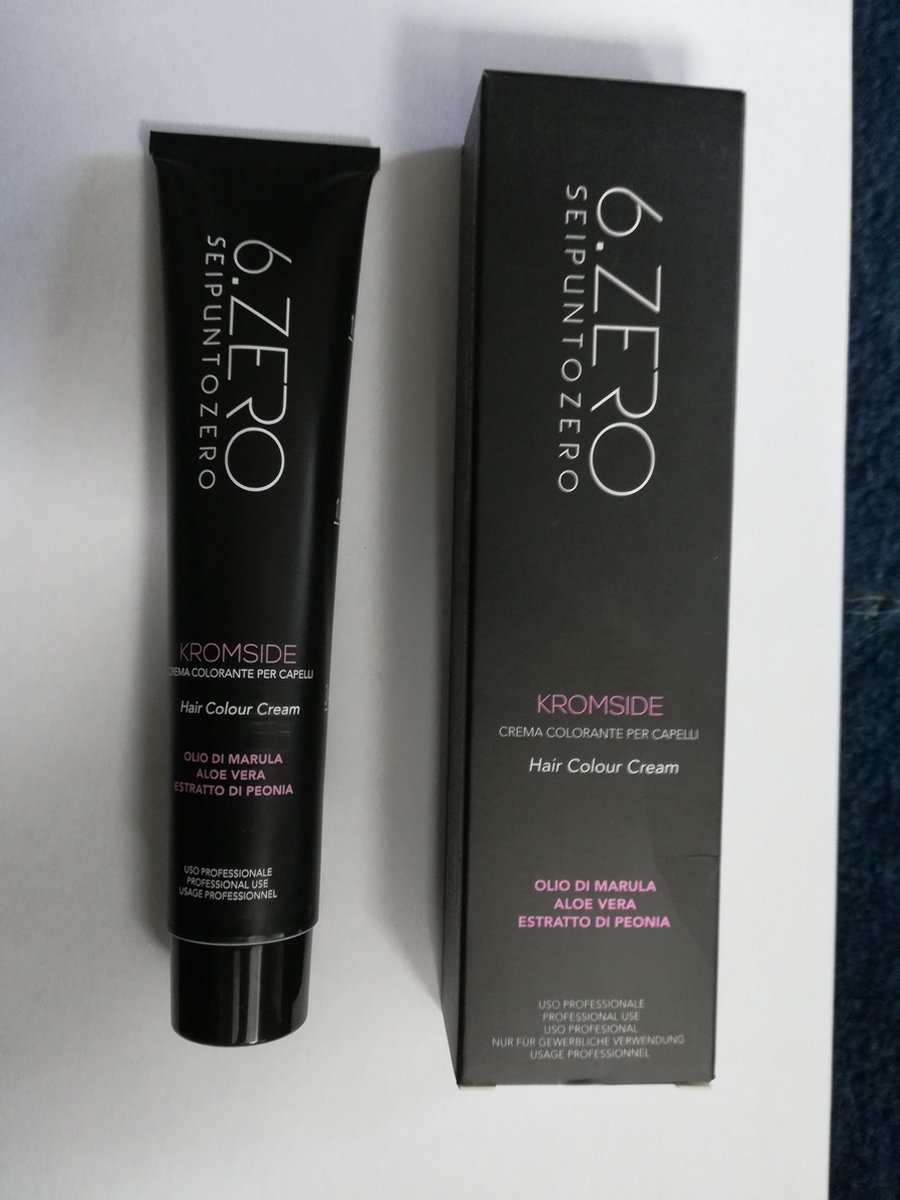 6.ZERO
SEIPUNTOZERO
KROMSIDE
CREMA COLORANTE PER CAPELLI
Hair Colour Cream
OLIO DI MARULA
ALOE VERA
ESTRATTO DI PEONIA
USO PROFESSIONALE
PROFESSIONAL USE
USAGE PROFESSIONNEL
6.ZERO
SEIPUNTOZERO
KROMSIDE
CREMA COLORANTE PER CAPELLI
Hair Colour Cream
OLIO DI MARULA
ALOE VERA
ESTRATTO DI PEONIA
USO PROFESSIONALE
PROFESSIONAL USE
USO PROFESIONAL
NUR FÜR GEWERBLICHE VERWENDUNG
USAGE PROFESSIONNEL